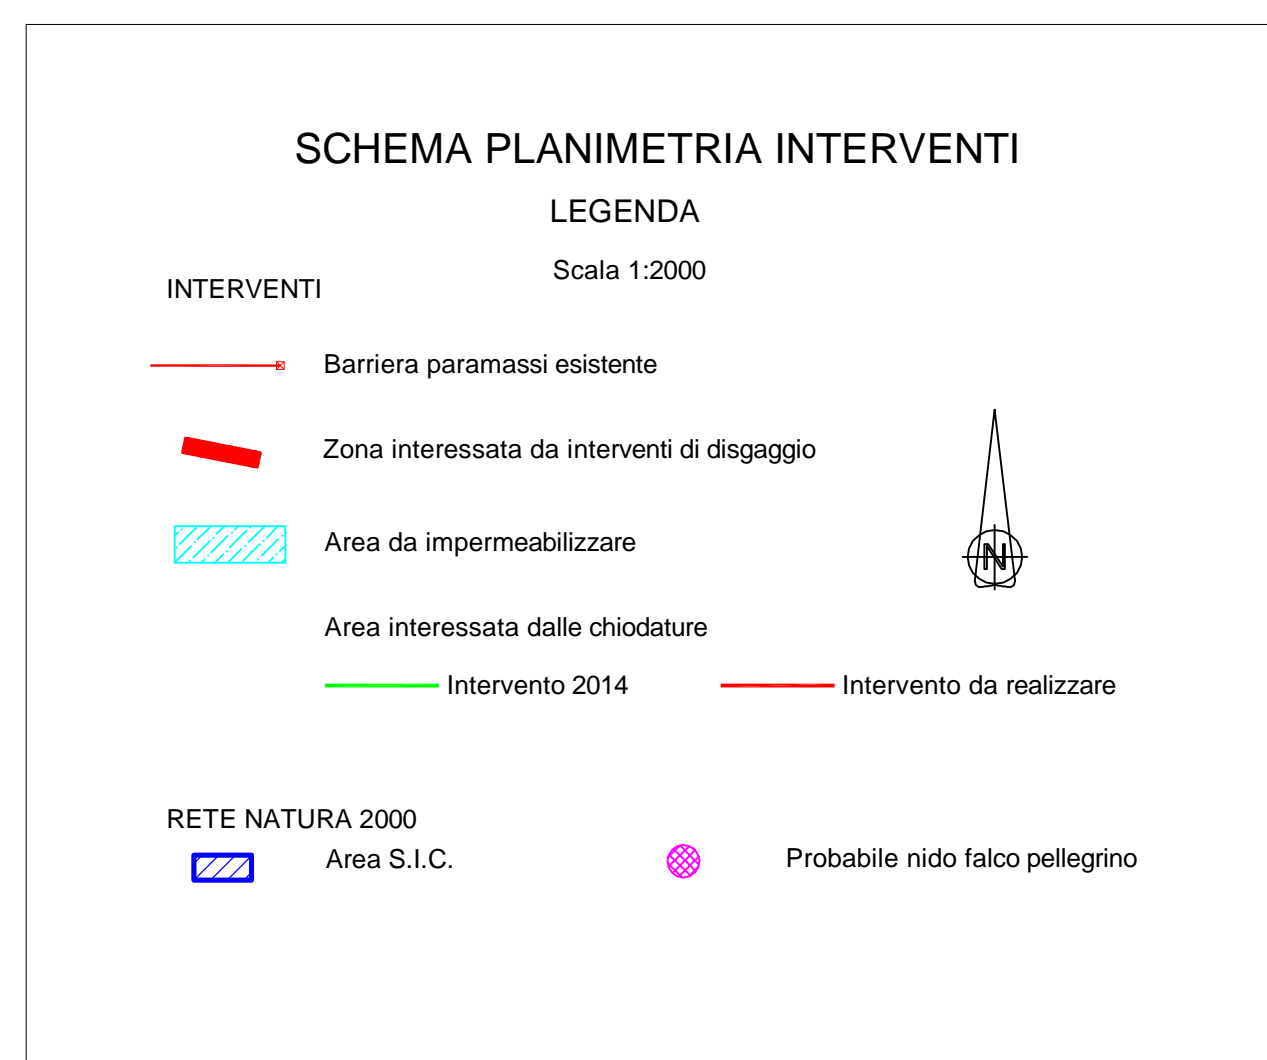 SCHEMA PLANIMETRIA INTERVENTI
LEGENDA
Scala 1:2000
INTERVENTI
Barriera paramassi esistente
Zona interessata da interventi di disgaggio
Area da impermeabilizzare
N
Area interessata dalle chiodature
Intervento 2014 Intervento da realizzare
RETE NATURA 2000
Area S.I.C. Probabile nido falco pellegrino